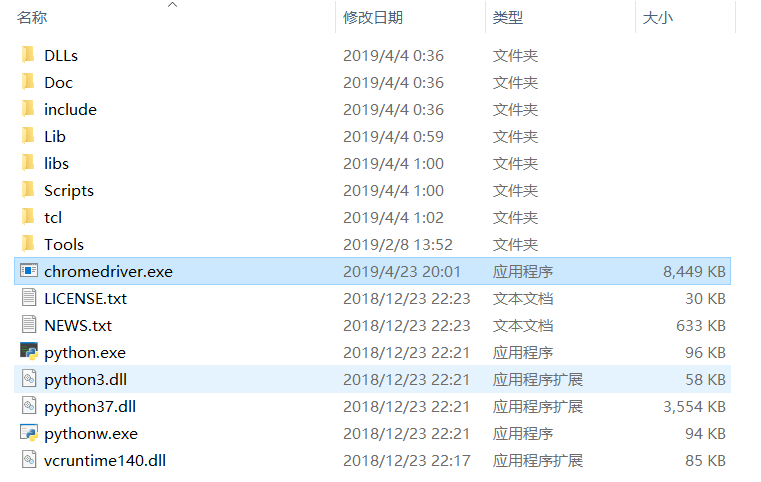 名称 修改日期 类型 大小
DLLs 2019/4/4 0:36 文件夹
Doc 2019/4/4 0:36 文件夹
include 2019/4/4 0:36 文件夹
Lib 2019/4/4 0:59 文件夹
libs 2019/4/4 1:00 文件夹
Scripts 2019/4/4 1:00 文件夹
tcl 2019/4/4 1:02 文件夹
Tools 2019/2/8 13:52 文件夹
chromedriver.exe 2019/4/23 20:01 应用程序 8,449 KB
LICENSE.txt 2018/12/23 22:23 文本文档 30 KB
NEWS.txt 2018/12/23 22:23 文本文档 633 KB
python.exe 2018/12/23 22:21 应用程序 96 KB
python3.dll 2018/12/23 22:21 应用程序扩展 58 KB
python37.dll 2018/12/23 22:21 应用程序扩展 3,554 KB
pythonw.exe 2018/12/23 22:21 应用程序 94 KB
vcruntime140.dll 2018/12/23 22:17 应用程序扩展 85 KB